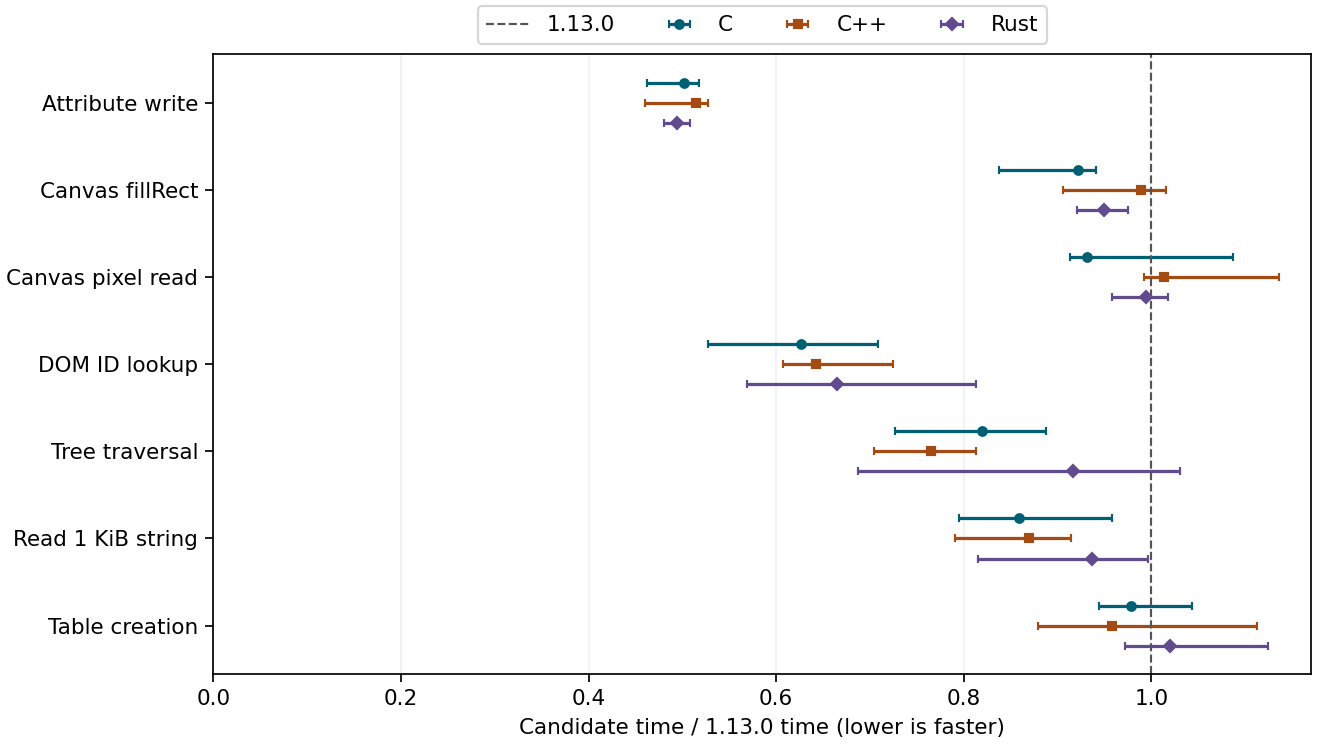 1.13.0 C C++ Rust
Attribute write
Canvas fillRect
Canvas pixel read
DOM ID lookup
Tree traversal
Read 1 KiB string
Table creation
0.0 0.2 0.4 0.6 0.8 1.0
Candidate time / 1.13.0 time (lower is faster)